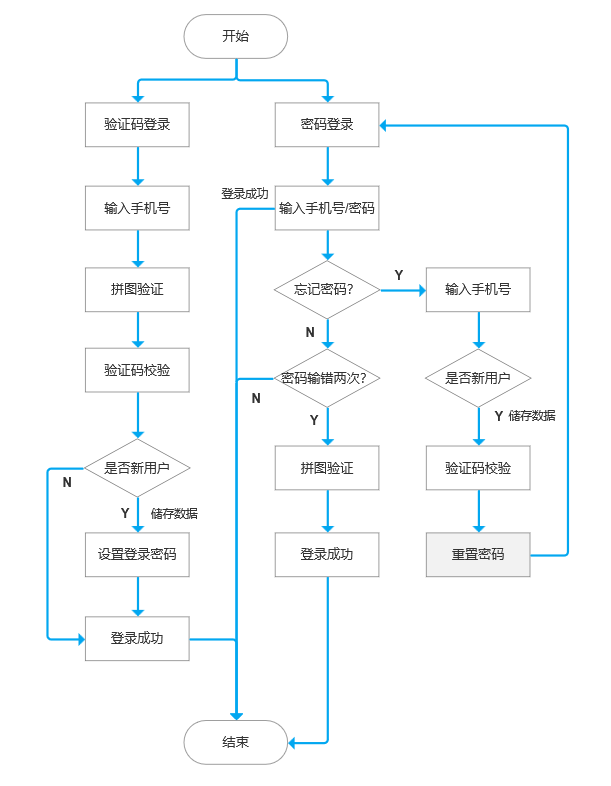 开始
验证码登录
密码登录
登录成功
输入手机号
输入手机号/密码
Y
拼图验证
忘记密码?
输入手机号
N
验证码校验
密码输错两次?
是否新用户
N
Y
Y 储存数据
是否新用户
拼图验证
验证码校验
N
Y 储存数据
设置登录密码
登录成功
重置密码
登录成功
结束